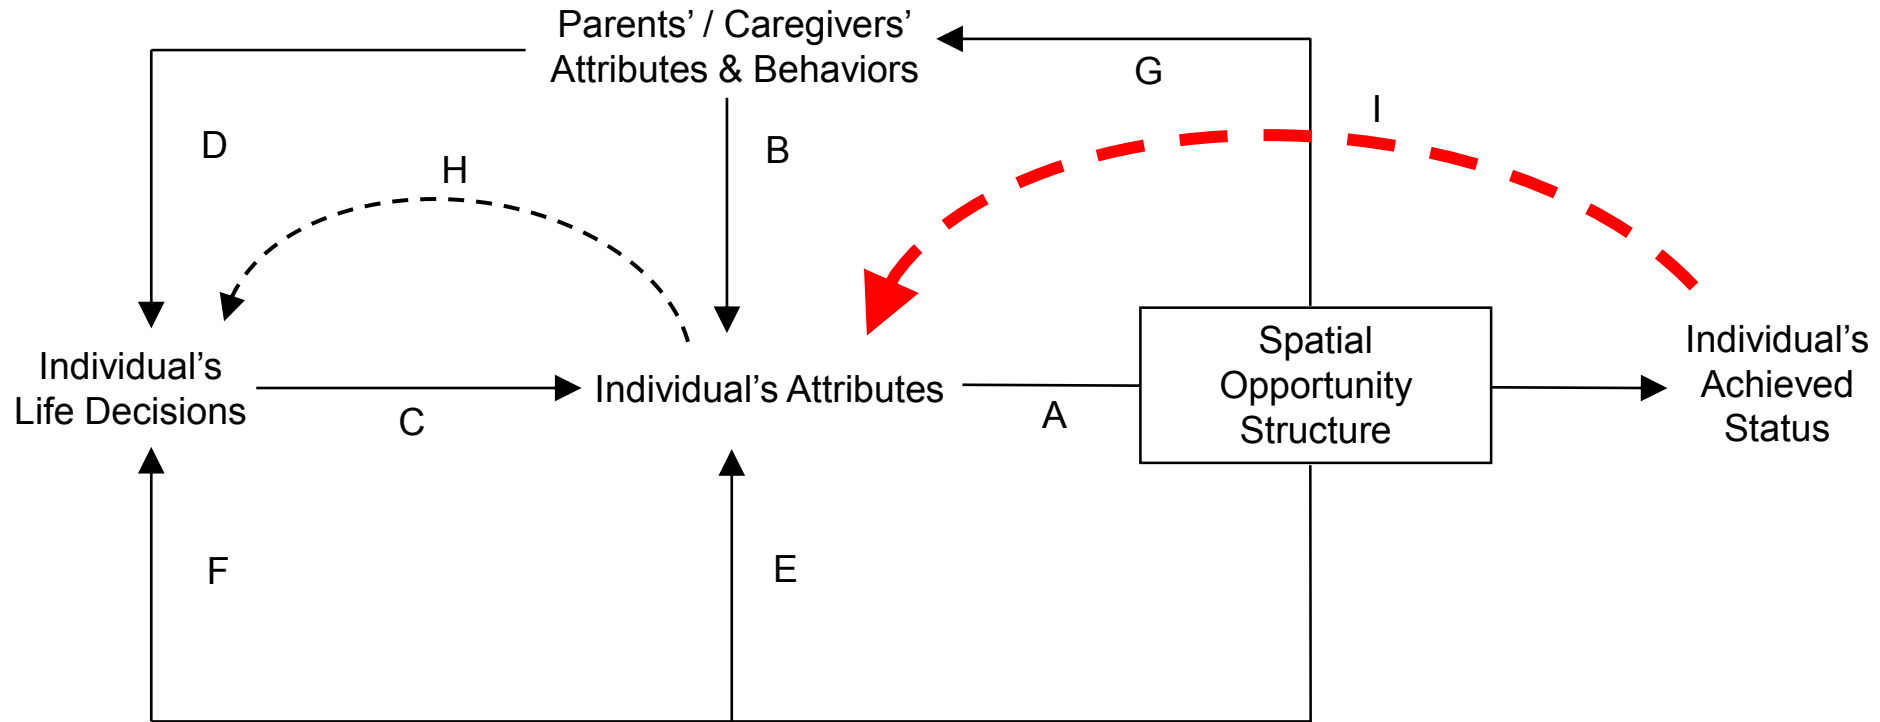 Parents’ / Caregivers’
Attributes & Behaviors
G
I
D
B
H
Individual’s
Life Decisions
C
Individual’s Attributes
A
Spatial
Opportunity
Structure
Individual’s
Achieved
Status
F
E